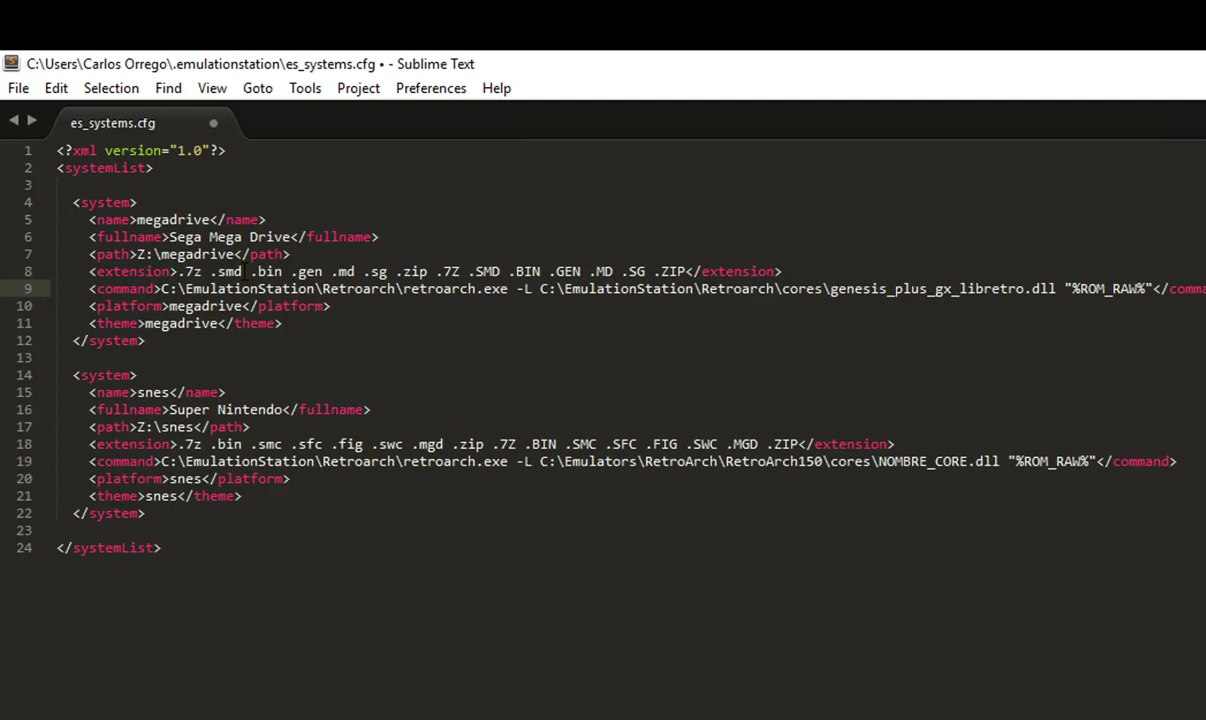 C:\Users\Carlos Orrego\.emulationstation\es_systems.cfg • - Sublime Text
File Edit Selection Find View Goto Tools Project Preferences Help
es_systems.cfg
1 <?xml version="1.0"?>
2 <systemList>
3
4 <system>
5 <name>megadrive</name>
6 <fullname>Sega Mega Drive</fullname>
7 <path>Z:\megadrive</path>
8 <extension>.7z .smd .bin .gen .md .sg .zip .7Z .SMD .BIN .GEN .MD .SG .ZIP</extension>
9 <command>C:\EmulationStation\Retroarch\retroarch.exe -L C:\EmulationStation\Retroarch\cores\genesis_plus_gx_libretro.dll "%ROM_RAW%"</comma
10 <platform>megadrive</platform>
11 <theme>megadrive</theme>
12 </system>
13
14 <system>
15 <name>snes</name>
16 <fullname>Super Nintendo</fullname>
17 <path>Z:\snes</path>
18 <extension>.7z .bin .smc .sfc .fig .swc .mgd .zip .7Z .BIN .SMC .SFC .FIG .SWC .MGD .ZIP</extension>
19 <command>C:\EmulationStation\Retroarch\retroarch.exe -L C:\Emulators\RetroArch\RetroArch150\cores\NOMBRE_CORE.dll "%ROM_RAW%"</command>
20 <platform>snes</platform>
21 <theme>snes</theme>
22 </system>
23
24 </systemList>